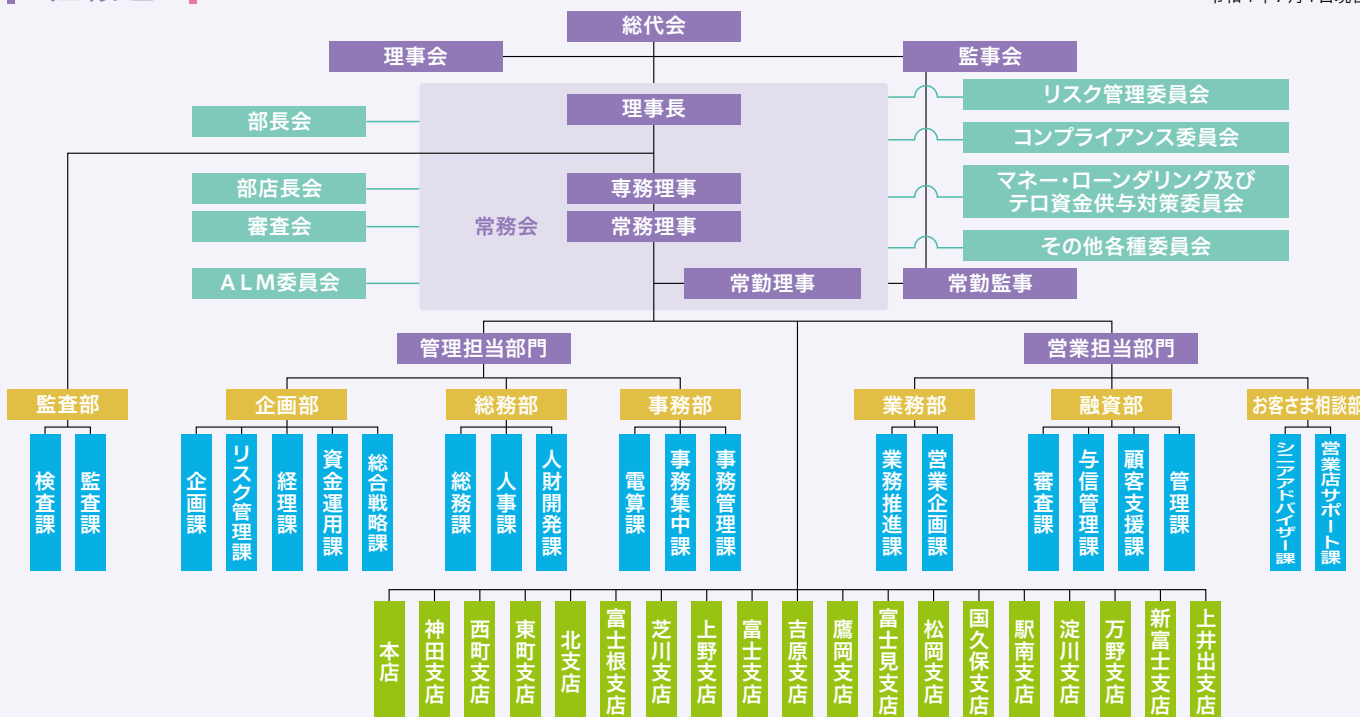 総代会
理事会
監事会
理事長
部長会
リスク管理委員会
コンプライアンス委員会
部店長会
専務理事
マネー・ローンダリング及び
テロ資金供与対策委員会
審査会
常務会
常務理事
その他各種委員会
ALM委員会
常勤理事
常勤監事
管理担当部門
営業担当部門
監査部
企画部
総務部
事務部
業務部
融資部
お客さま相談部
検査課
監査課
企画課
リスク管理課
経理課
資金運用課
総合戦略課
総務課
人事課
人財開発課
電算課
事務集中課
事務管理課
業務推進課
営業企画課
審査課
与信管理課
顧客支援課
管理課
シニアアドバイザー課
営業店サポート課
本店
神田支店
西町支店
東町支店
北支店
富士根支店
芝川支店
上野支店
富士支店
吉原支店
鷹岡支店
富士見支店
松岡支店
国久保支店
駅南支店
淀川支店
万野支店
新富士支店
上井出支店